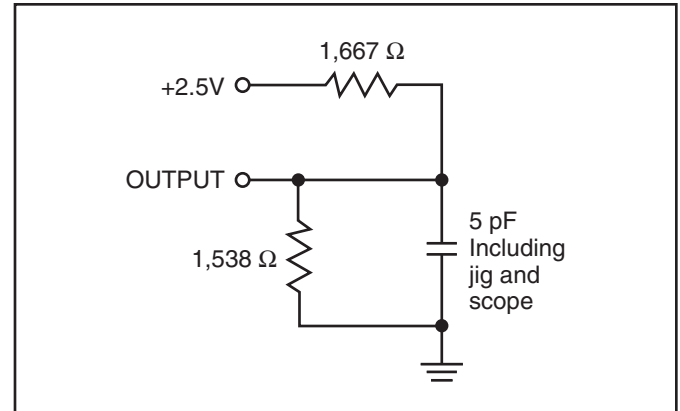 1,667 Ω
+2.5V
OUTPUT
1,538 Ω
5 pF
Including
jig and
scope